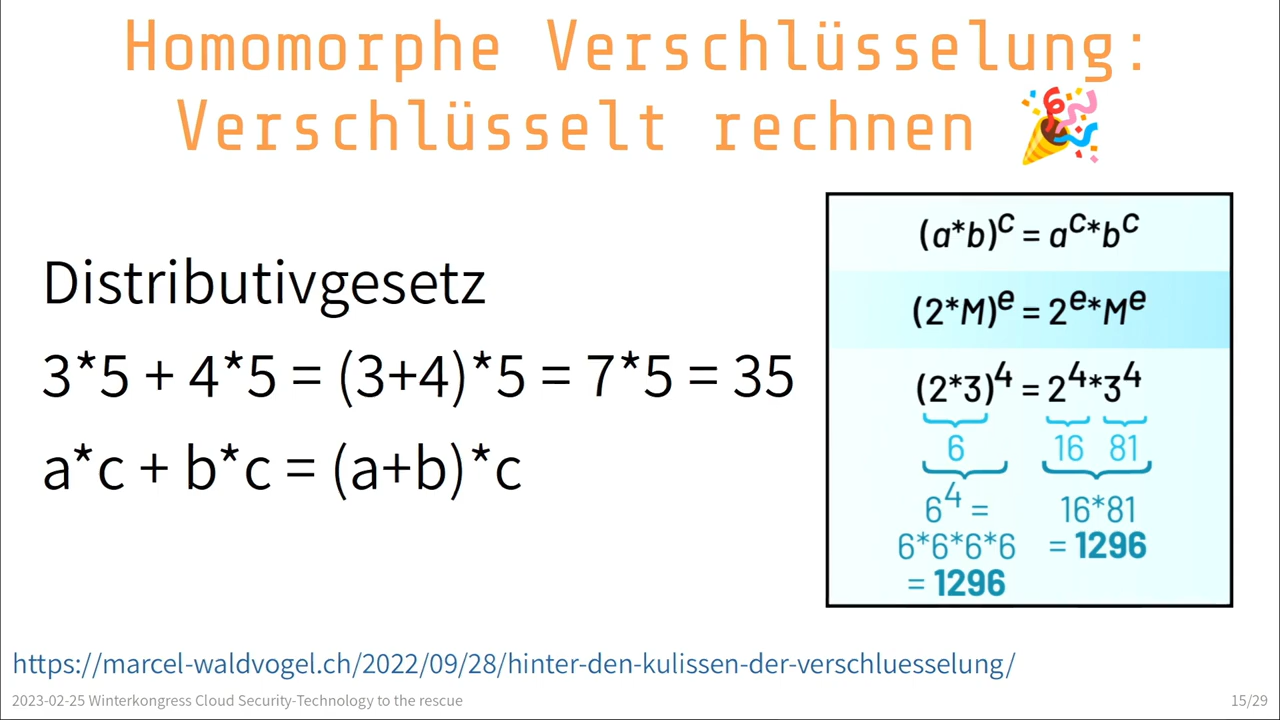 Homomorphe Verschlüsselung:
Verschlüsselt rechnen 🎉
Distributivgesetz
3*5 + 4*5 = (3+4)*5 = 7*5 = 35
a*c + b*c = (a+b)*c
(a*b)ᶜ = aᶜ*bᶜ
(2*M)ᵉ = 2ᵉ*Mᵉ
(2*3)⁴ = 2⁴*3⁴
6 16 81
6⁴ = 16*81
6*6*6*6 = 1296
= 1296
https://marcel-waldvogel.ch/2022/09/28/hinter-den-kulissen-der-verschluesselung/
2023-02-25 Winterkongress Cloud Security-Technology to the rescue 15/29